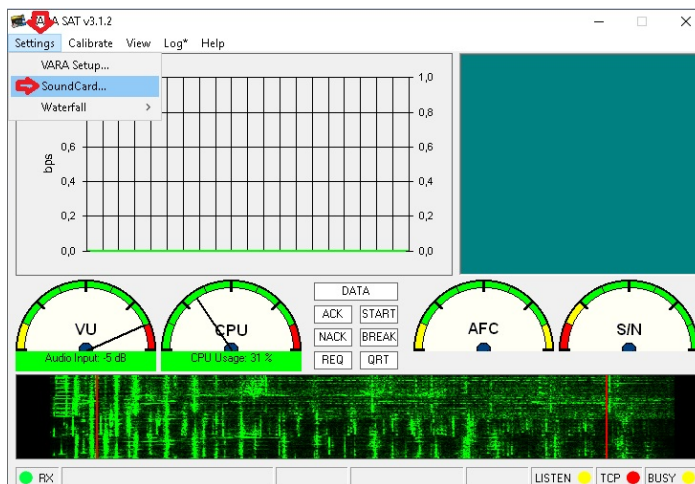 VARA SAT v3.1.2
Settings Calibrate View Log* Help
VARA Setup...
SoundCard...
Waterfall
1,0
0,8
0,6 0,6
0,4 0,4
0,2 0,2
0,0 0,0
bps
DATA
ACK START
NACK BREAK
REQ QRT
VU
Audio Input: -5 dB
CPU
CPU Usage: 31 %
AFC
S/N
RX LISTEN TCP BUSY